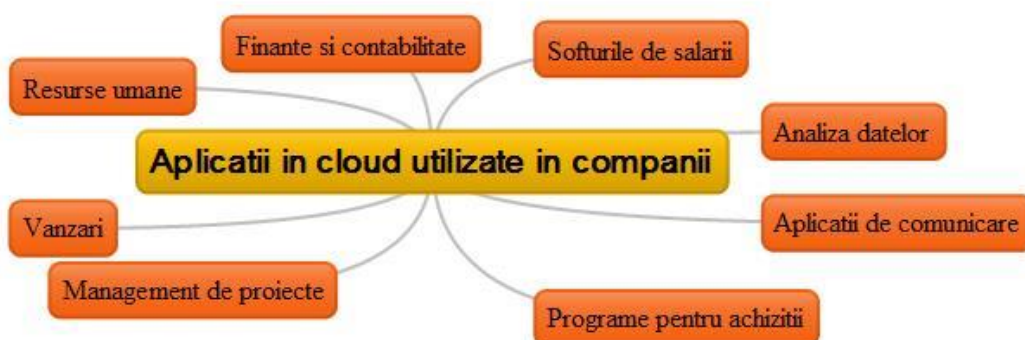 Finante si contabilitate
Softurile de salarii
Resurse umane
Analiza datelor
Aplicatii in cloud utilizate in companii
Vanzari
Aplicatii de comunicare
Management de proiecte
Programe pentru achizitii